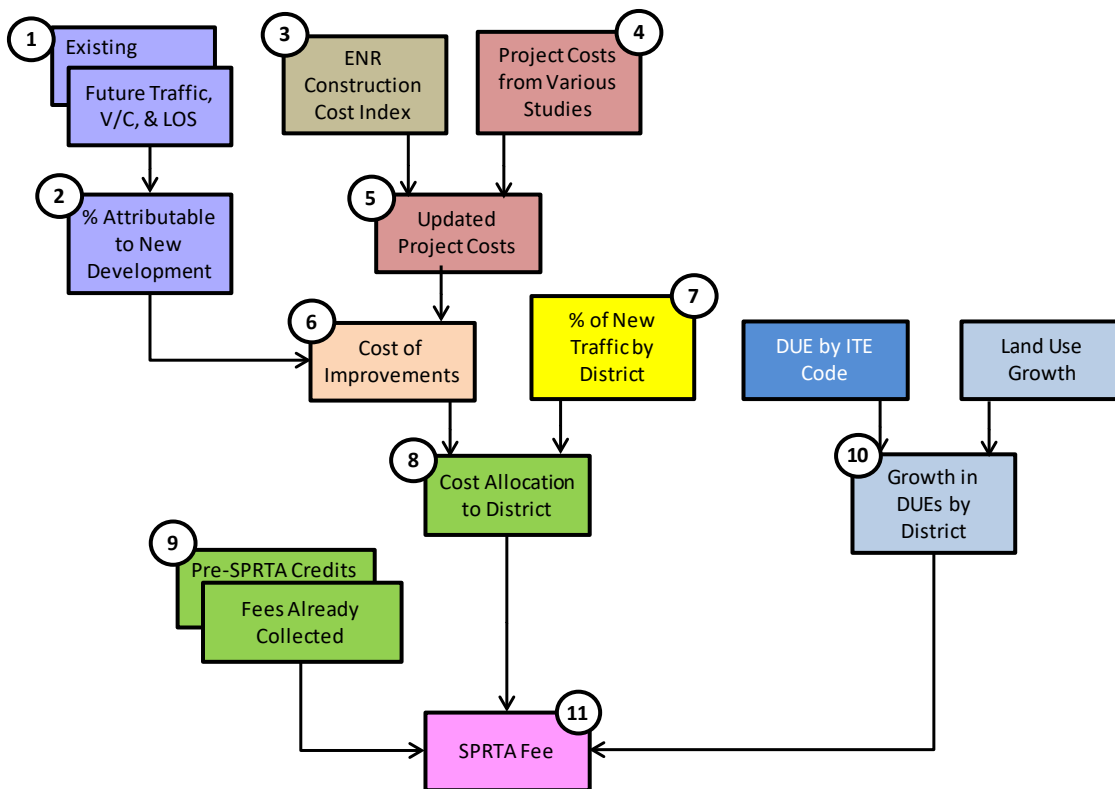 1
Existing
Future Traffic,
V/C, & LOS
2
% Attributable
to New
Development
3
ENR
Construction
Cost Index
4
Project Costs
from Various
Studies
5
Updated
Project Costs
6
Cost of
Improvements
7
% of New
Traffic by
District
DUE by ITE
Code
Land Use
Growth
8
Cost Allocation
to District
10
Growth in
DUEs by
District
9
Pre-SPRTA Credits
Fees Already
Collected
11
SPRTA Fee